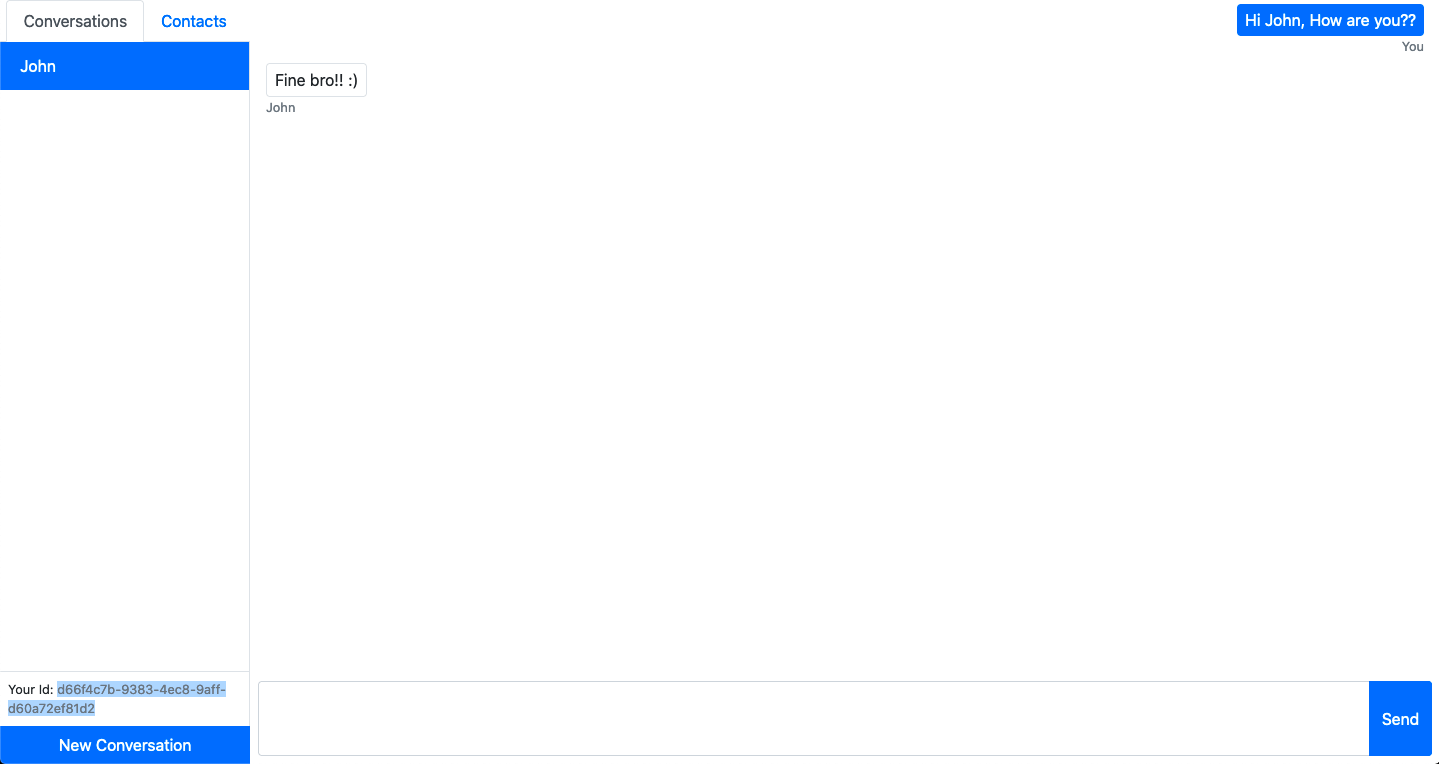 Conversations
Contacts
John
Your Id: d66f4c7b-9383-4ec8-9aff-
d60a72ef81d2
New Conversation
Hi John, How are you??
You
Fine bro!! :)
John
Send